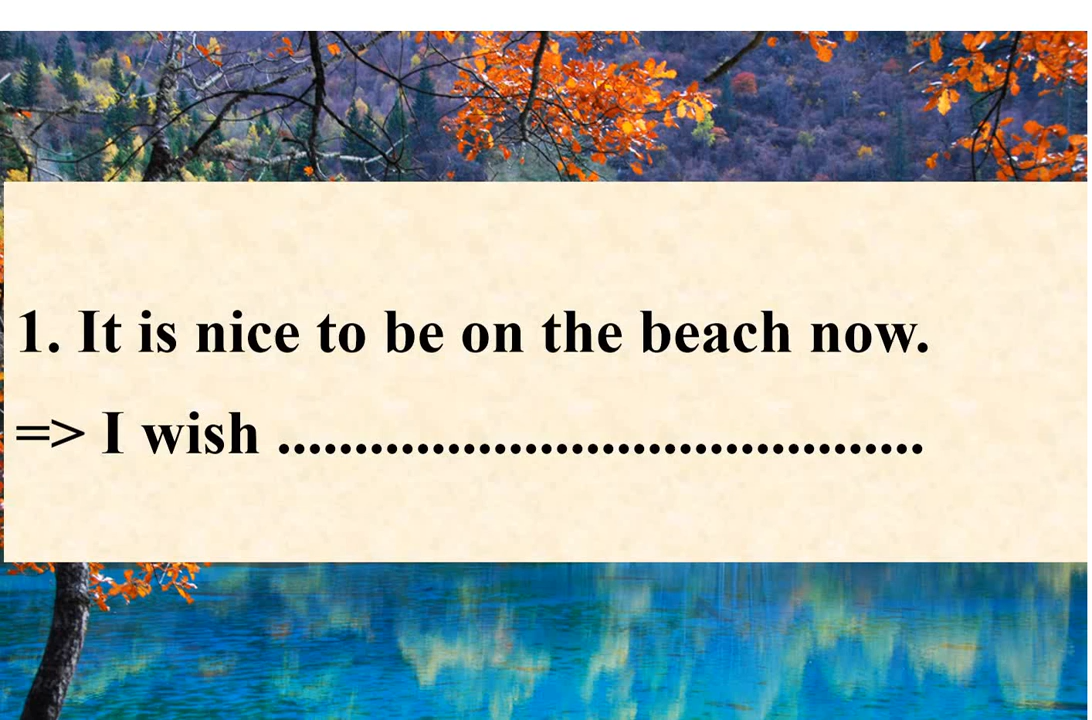 1. It is nice to be on the beach now.
=> I wish ..........................................